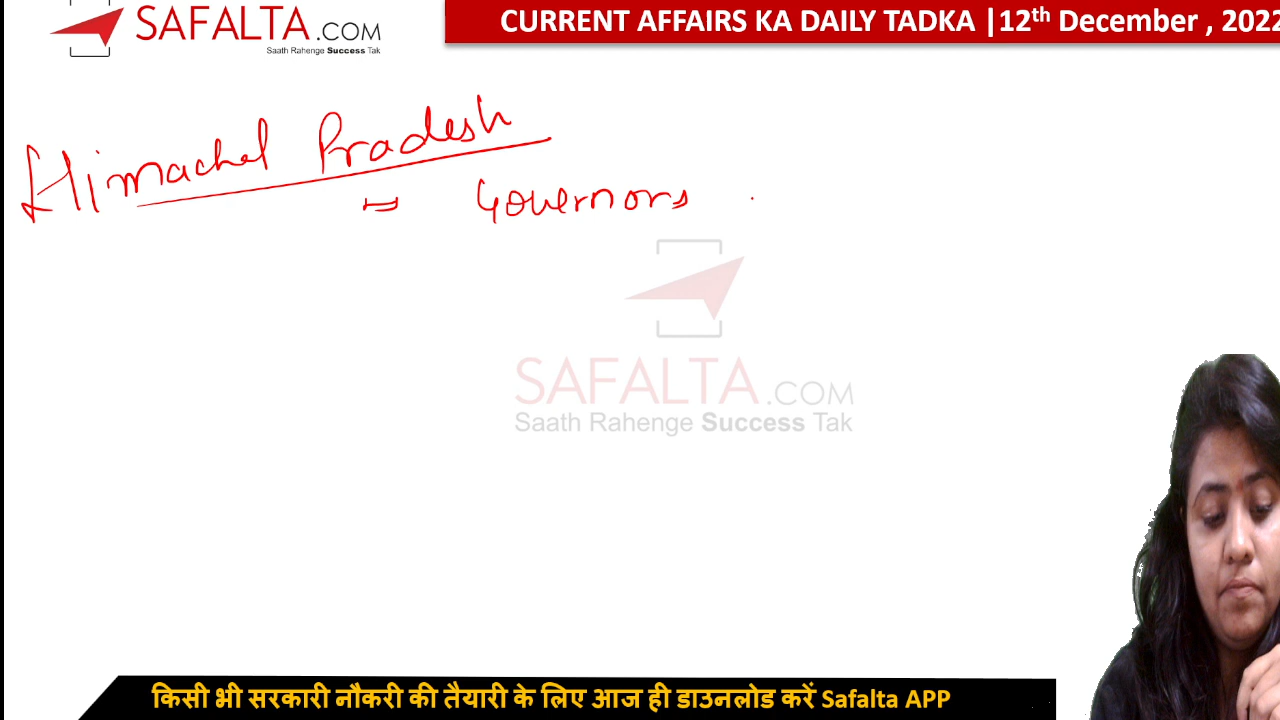 SAFALTA.COM
Saath Rahenge Success Tak
CURRENT AFFAIRS KA DAILY TADKA | 12th December , 2022
Himachal Pradesh
⇒ Governors
SAFALTA.COM
Saath Rahenge Success Tak
किसी भी सरकारी नौकरी की तैयारी के लिए आज ही डाउनलोड करें Safalta APP